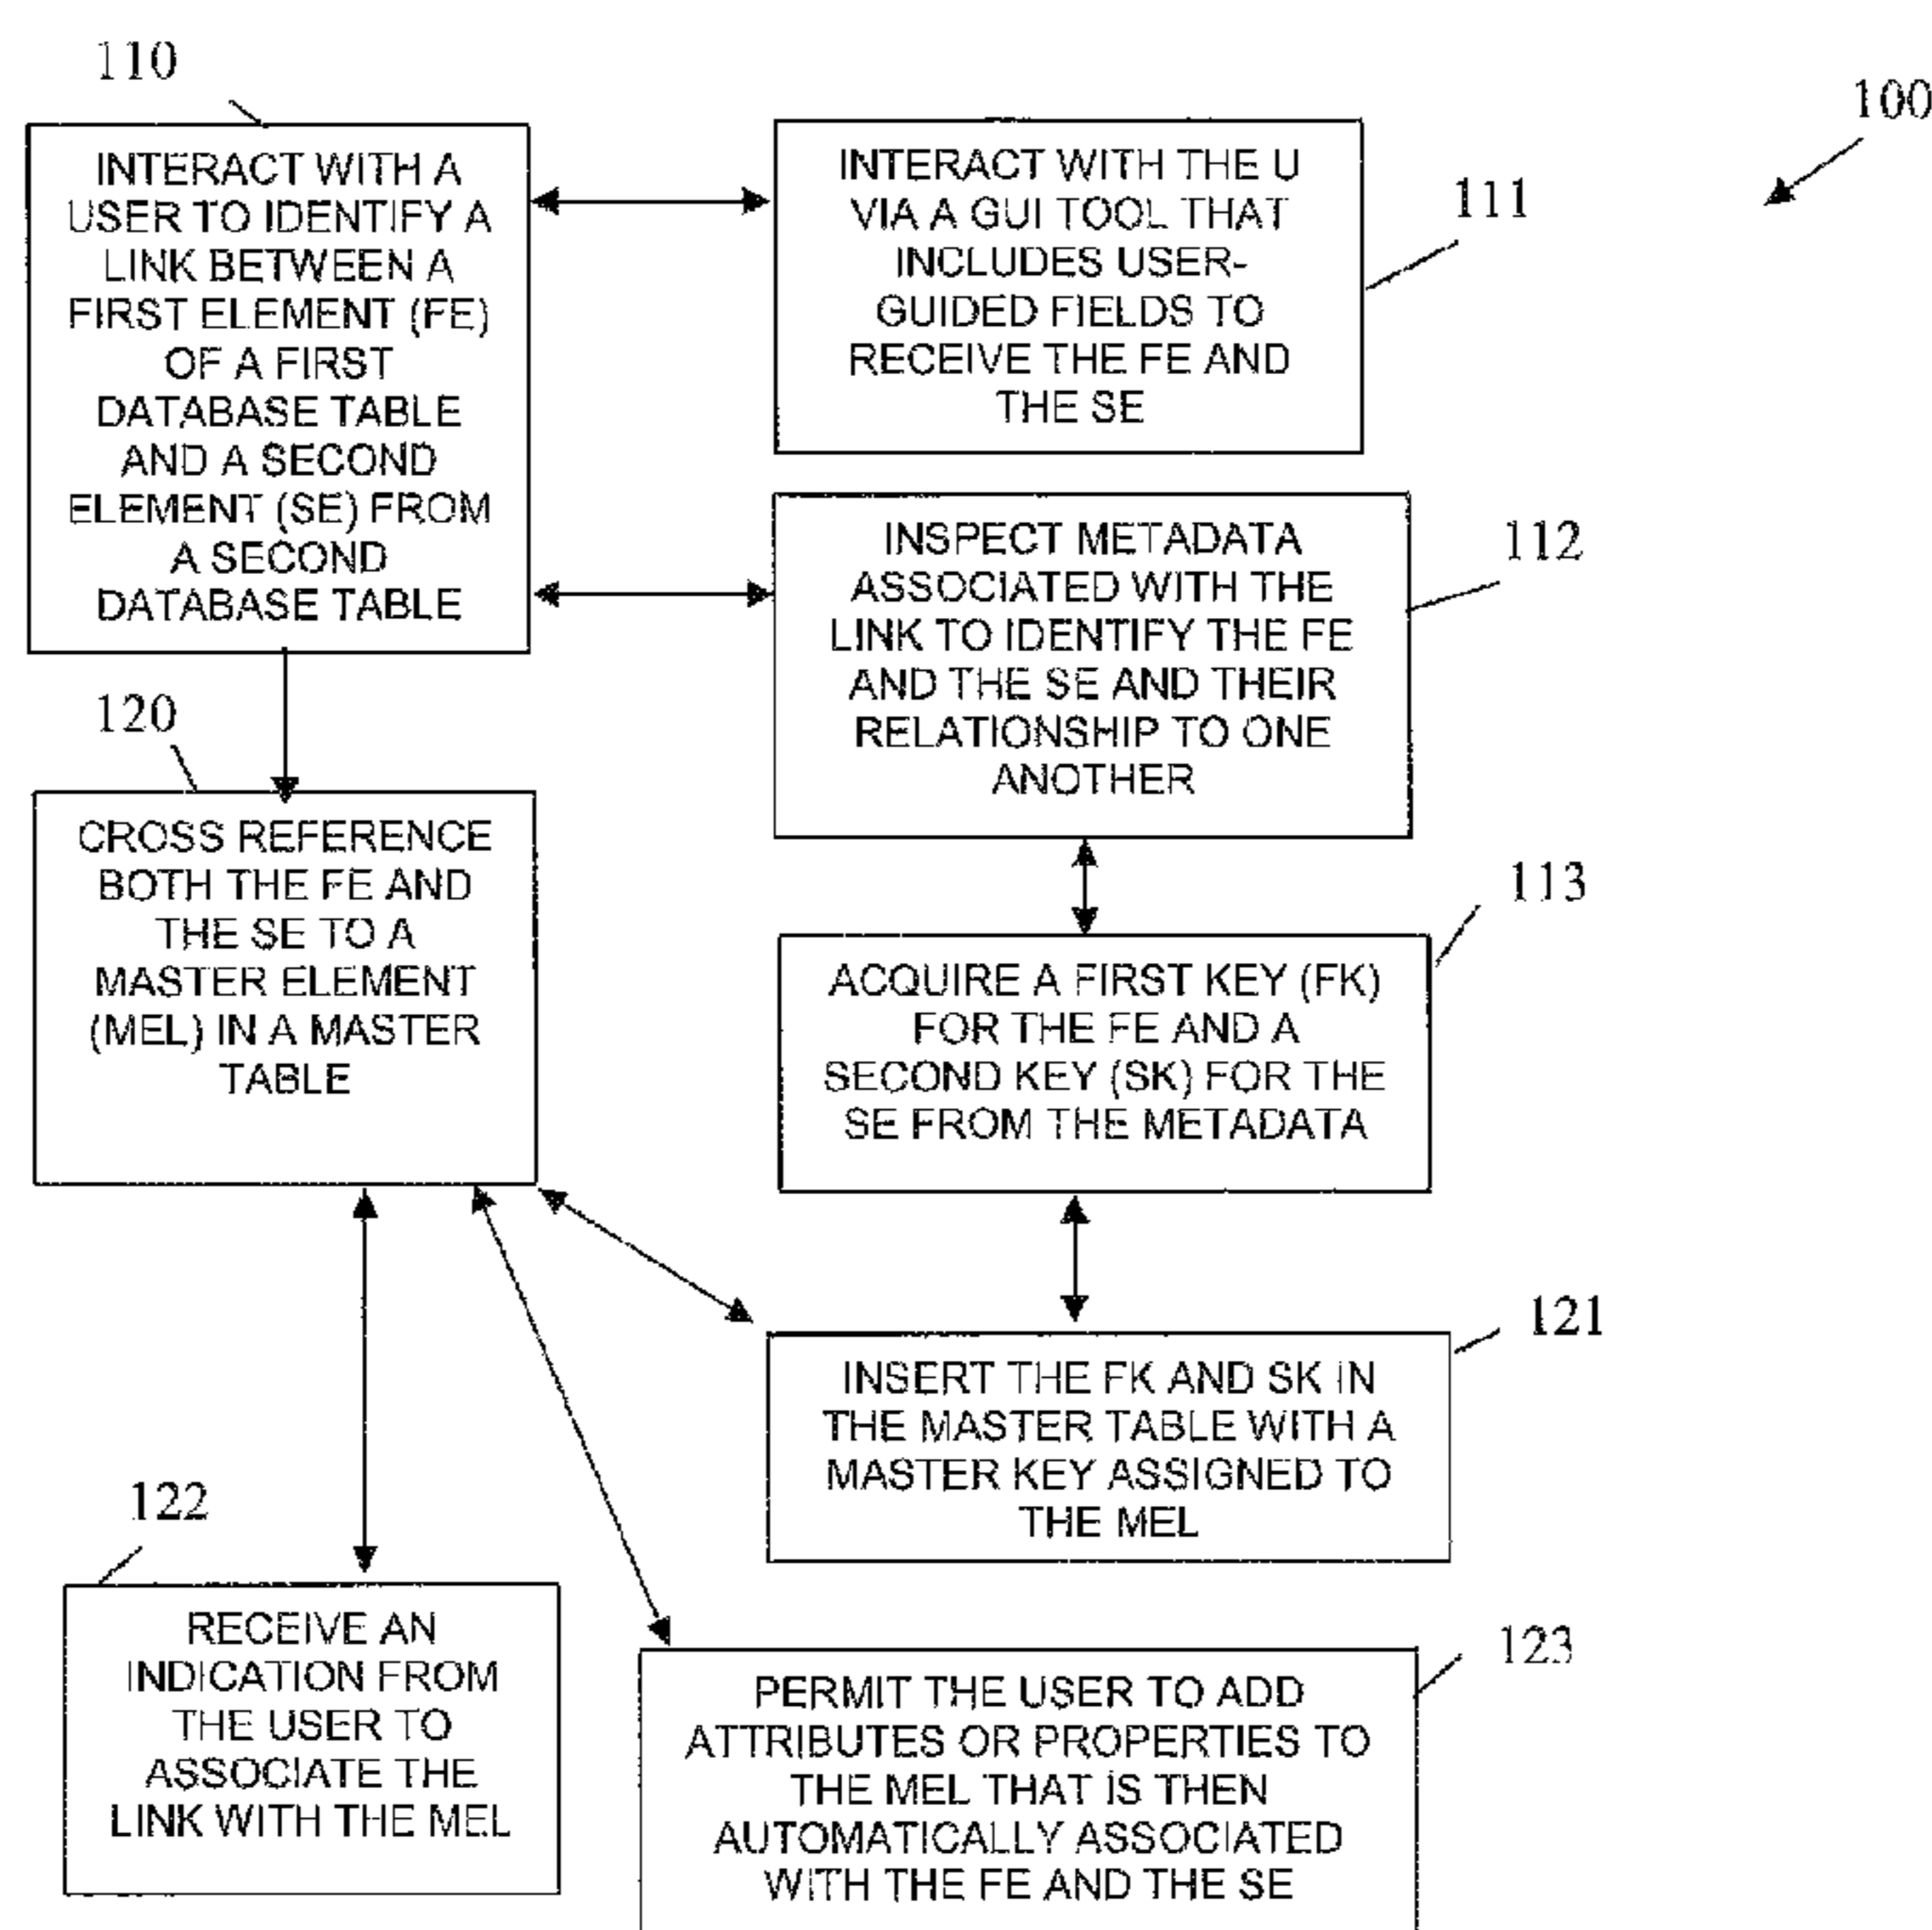 110
100
INTERACT WITH A
USER TO IDENTIFY A
LINK BETWEEN A
FIRST ELEMENT (FE)
OF A FIRST
DATABASE TABLE
AND A SECOND
ELEMENT (SE) FROM
A SECOND
DATABASE TABLE
INTERACT WITH THE U
VIA A GUI TOOL THAT
INCLUDES USER-
GUIDED FIELDS TO
RECEIVE THE FE AND
THE SE
111
INSPECT METADATA
ASSOCIATED WITH THE
LINK TO IDENTIFY THE FE
AND THE SE AND THEIR
RELATIONSHIP TO ONE
ANOTHER
112
120
CROSS REFERENCE
BOTH THE FE AND
THE SE TO A
MASTER ELEMENT
(MEL) IN A MASTER
TABLE
113
ACQUIRE A FIRST KEY (FK)
FOR THE FE AND A
SECOND KEY (SK) FOR THE
SE FROM THE METADATA
121
INSERT THE FK AND SK IN
THE MASTER TABLE WITH A
MASTER KEY ASSIGNED TO
THE MEL
122
RECEIVE AN
INDICATION FROM
THE USER TO
ASSOCIATE THE
LINK WITH THE MEL
123
PERMIT THE USER TO ADD
ATTRIBUTES OR PROPERTIES TO
THE MEL THAT IS THEN
AUTOMATICALLY ASSOCIATED
WITH THE FE AND THE SE